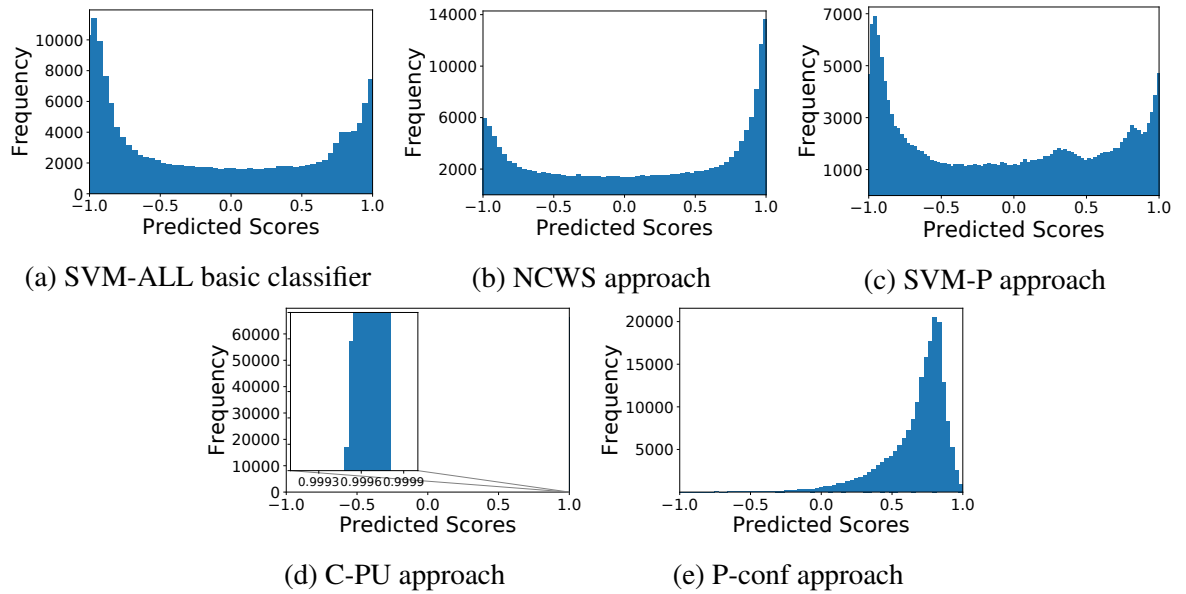 10000
8000
6000
4000
2000
0
Frequency
−1.0 −0.5 0.0 0.5 1.0
Predicted Scores
(a) SVM-ALL basic classifier
14000
10000
6000
2000
Frequency
−1.0 −0.5 0.0 0.5 1.0
Predicted Scores
(b) NCWS approach
7000
5000
3000
1000
Frequency
−1.0 −0.5 0.0 0.5 1.0
Predicted Scores
(c) SVM-P approach
60000
50000
40000
30000
20000
10000
0
Frequency
0.9993 0.9996 0.9999
−1.0 −0.5 0.0 0.5 1.0
Predicted Scores
(d) C-PU approach
20000
15000
10000
5000
Frequency
−1.0 −0.5 0.0 0.5 1.0
Predicted Scores
(e) P-conf approach